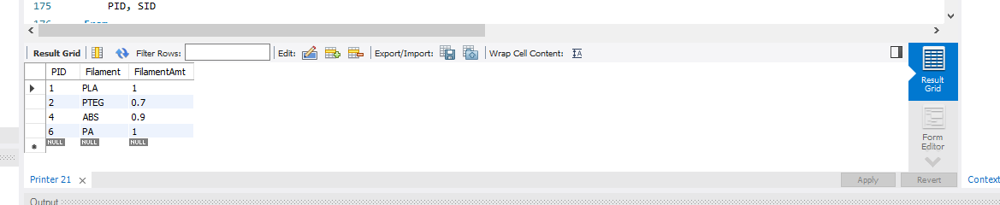 175 PID, SID
176 From
Result Grid Filter Rows: Edit: Export/Import: Wrap Cell Content:
PID Filament FilamentAmt
1 PLA 1
2 PTEG 0.7
4 ABS 0.9
6 PA 1
NULL NULL NULL
Result
Grid
Form
Editor
Printer 21 Apply Revert Context
Output